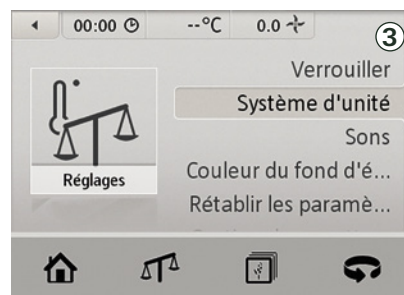 00:00 --°C 0.0
3
Verrouiller
Système d'unité
Sons
Réglages
Couleur du fond d'é...
Rétablir les paramè...